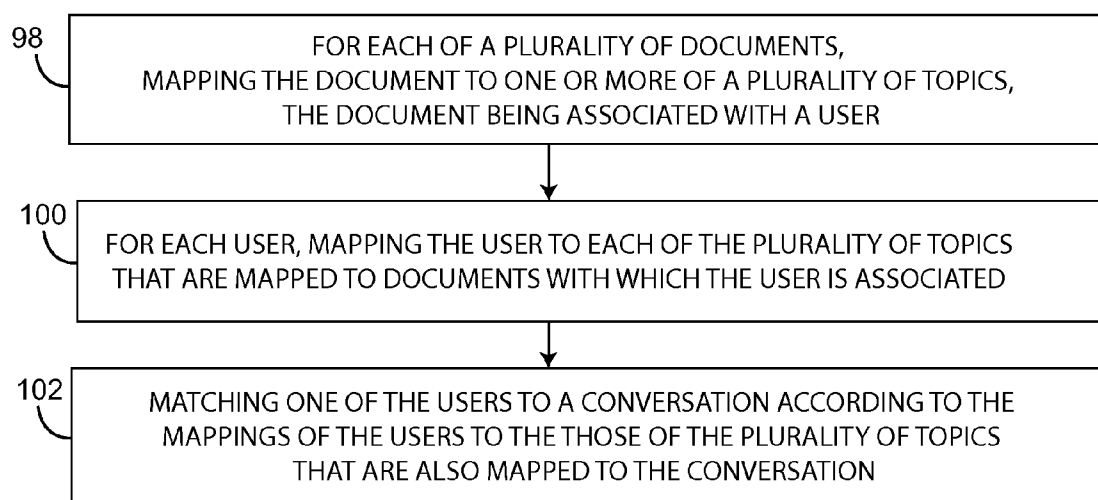 98
FOR EACH OF A PLURALITY OF DOCUMENTS,
MAPPING THE DOCUMENT TO ONE OR MORE OF A PLURALITY OF TOPICS,
THE DOCUMENT BEING ASSOCIATED WITH A USER
100
FOR EACH USER, MAPPING THE USER TO EACH OF THE PLURALITY OF TOPICS
THAT ARE MAPPED TO DOCUMENTS WITH WHICH THE USER IS ASSOCIATED
102
MATCHING ONE OF THE USERS TO A CONVERSATION ACCORDING TO THE
MAPPINGS OF THE USERS TO THE THOSE OF THE PLURALITY OF TOPICS
THAT ARE ALSO MAPPED TO THE CONVERSATION